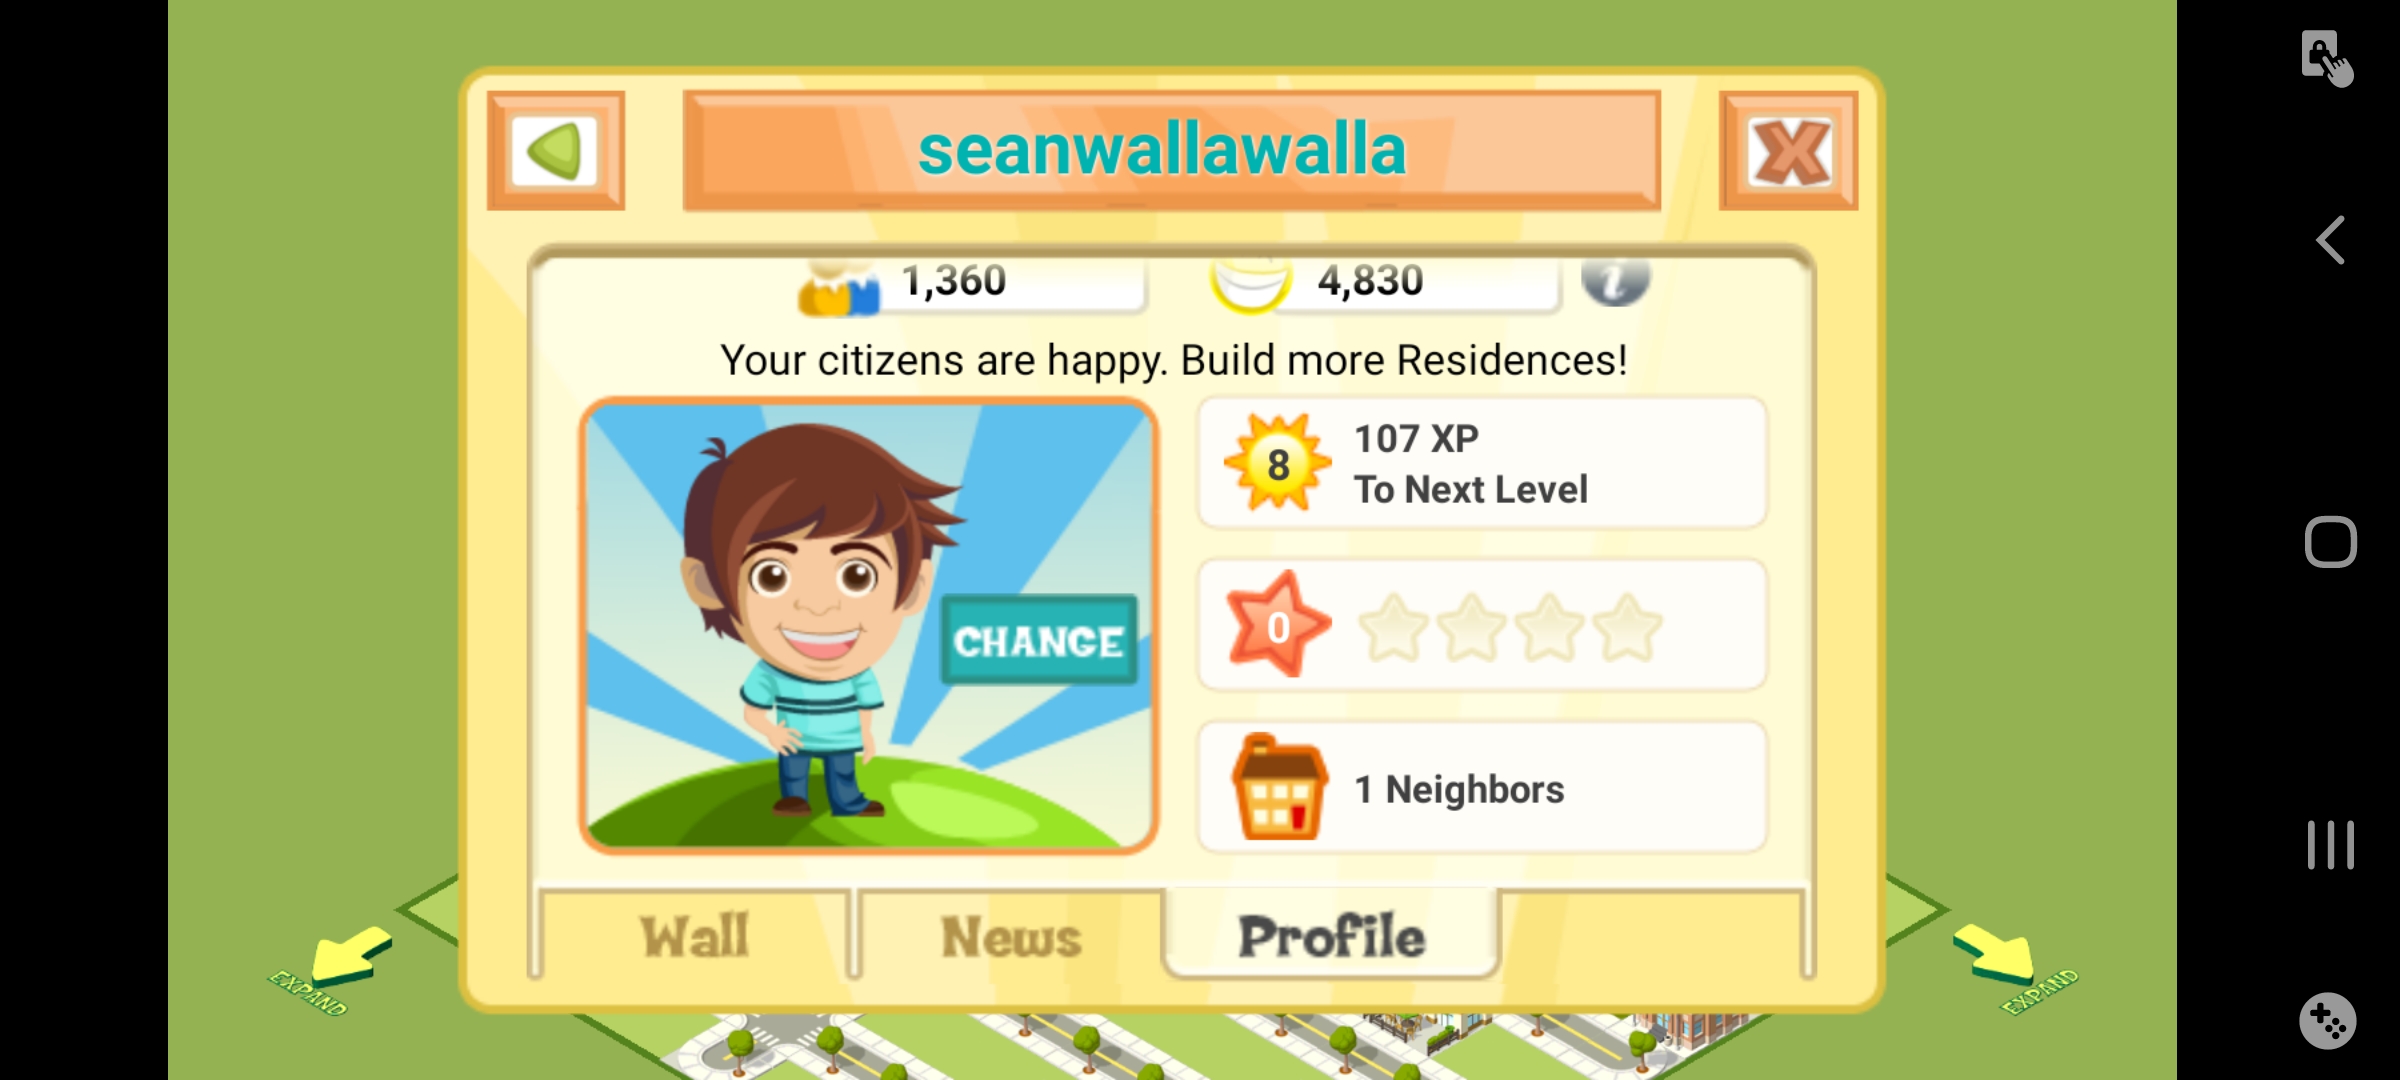 seanwallawalla
1,360
4,830
i
Your citizens are happy. Build more Residences!
8
107 XP
To Next Level
CHANGE
0
1 Neighbors
Wall
News
Profile
EXPAND
EXPAND